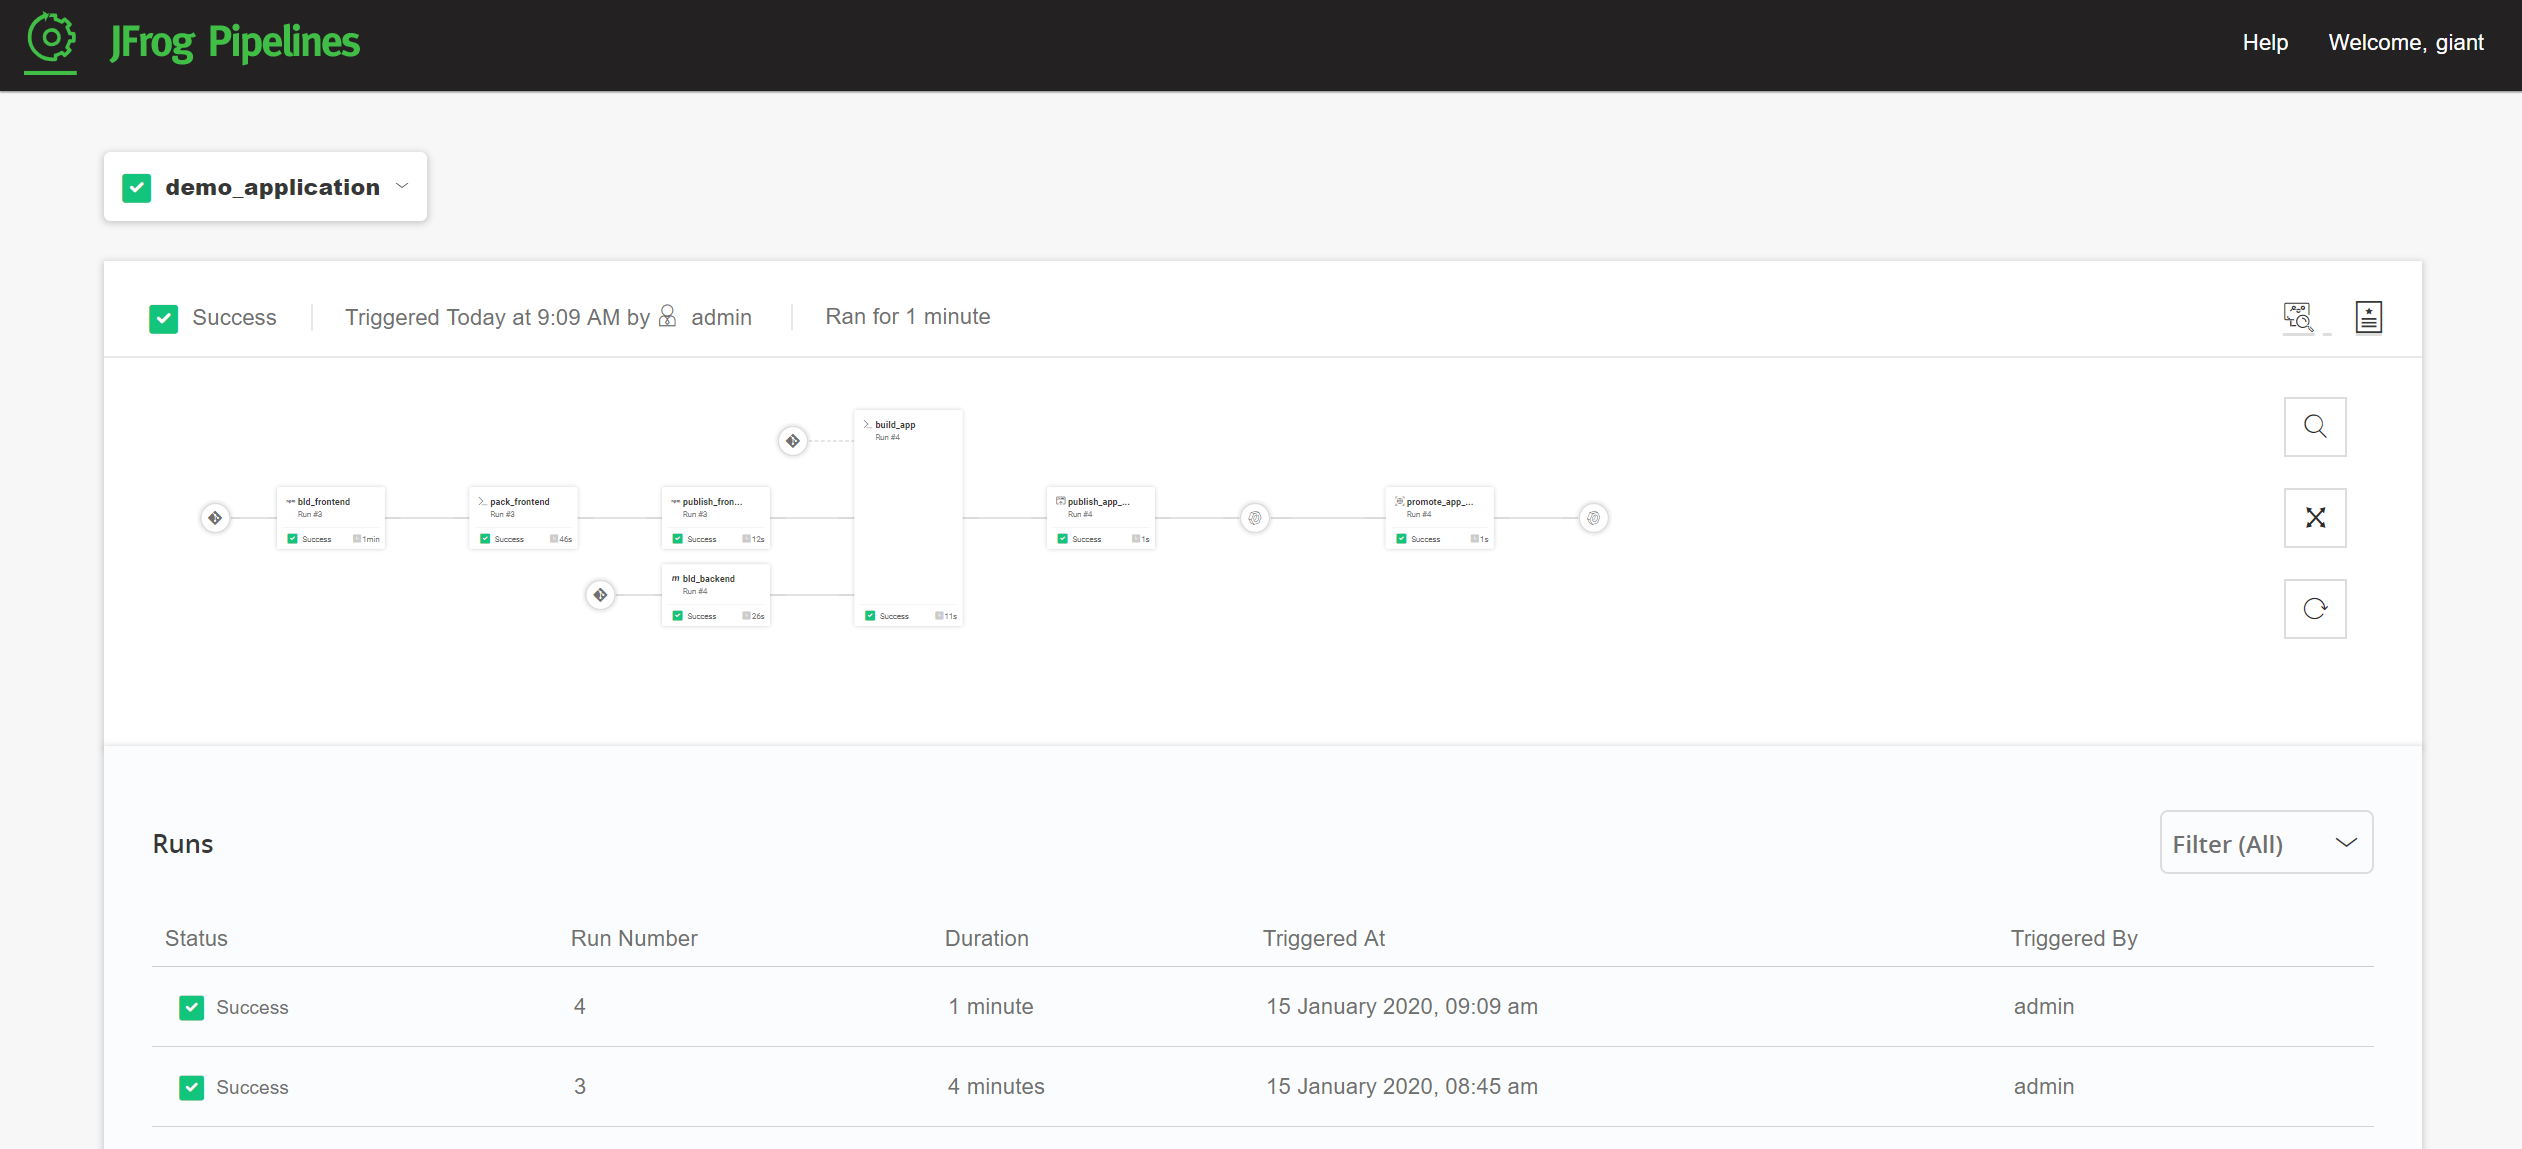 JFrog Pipelines
Help
Welcome, giant
demo_application
Success
Triggered Today at 9:09 AM by admin
Ran for 1 minute
build_app
Run #4
bld_frontend
Run #3
Success
1min
pack_frontend
Run #3
Success
46s
publish_fron...
Run #3
Success
12s
publish_app_...
Run #4
Success
1s
promote_app_...
Run #4
Success
1s
m bld_backend
Run #4
Success
26s
Success
11s
Runs
Filter (All)
Status Run Number Duration Triggered At Triggered By
Success 4 1 minute 15 January 2020, 09:09 am admin
Success 3 4 minutes 15 January 2020, 08:45 am admin